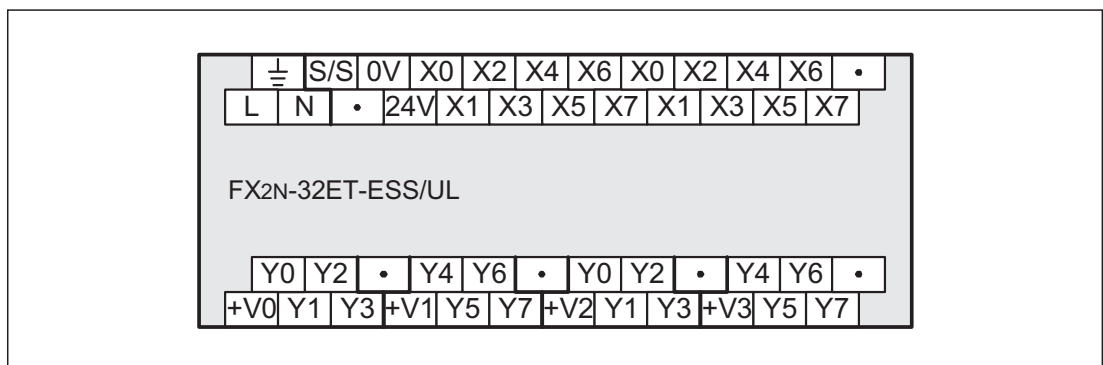 ⏚ S/S 0V X0 X2 X4 X6 X0 X2 X4 X6 •
L N • 24V X1 X3 X5 X7 X1 X3 X5 X7
FX2N-32ET-ESS/UL
Y0 Y2 • Y4 Y6 • Y0 Y2 • Y4 Y6 •
+V0 Y1 Y3 +V1 Y5 Y7 +V2 Y1 Y3 +V3 Y5 Y7